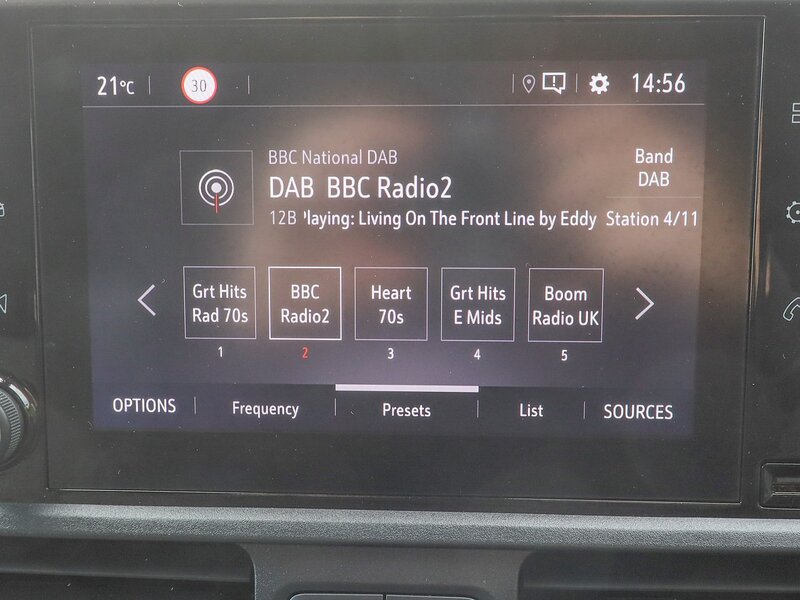 21°C
30
14:56
BBC National DAB
DAB BBC Radio2
12B 'laying: Living On The Front Line by Eddy
Band
DAB
Station 4/11
Grt Hits
Rad 70s
1
BBC
Radio2
2
Heart
70s
3
Grt Hits
E Mids
4
Boom
Radio UK
5
OPTIONS
Frequency
Presets
List
SOURCES